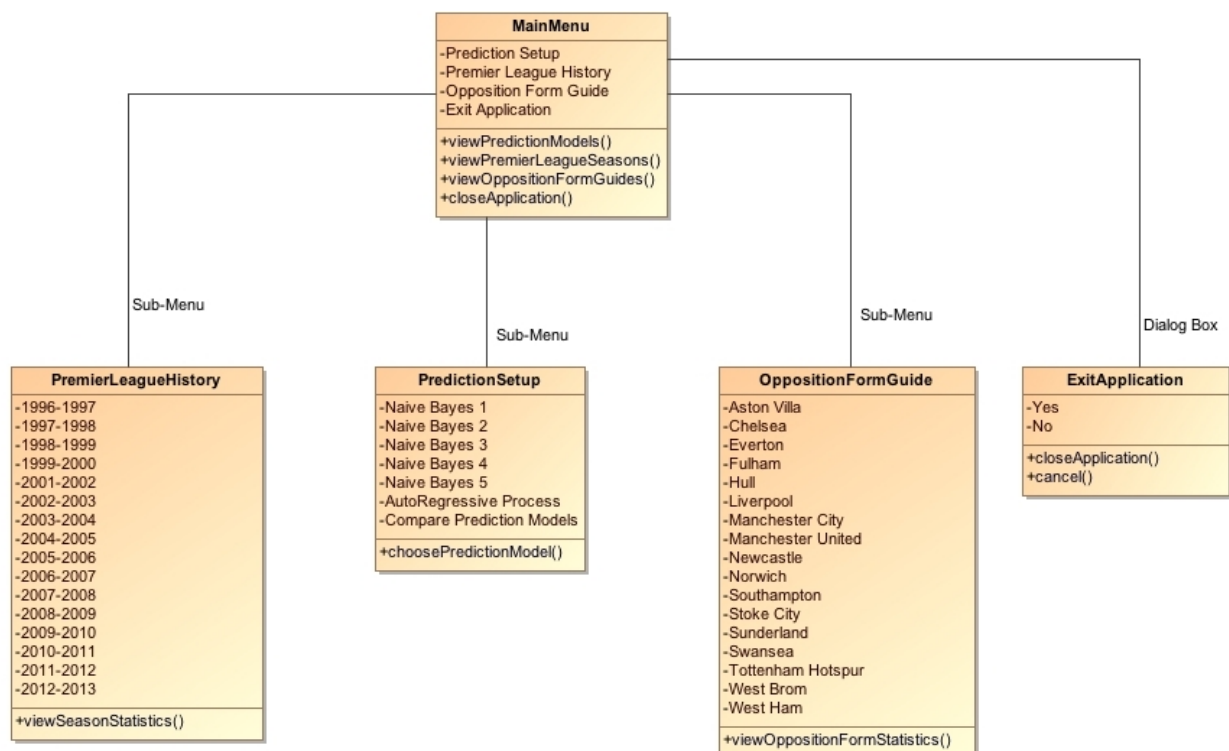 MainMenu
-Prediction Setup
-Premier League History
-Opposition Form Guide
-Exit Application
+viewPredictionModels()
+viewPremierLeagueSeasons()
+viewOppositionFormGuides()
+closeApplication()
Sub-Menu
Sub-Menu
Sub-Menu
Dialog Box
PremierLeagueHistory
-1996-1997
-1997-1998
-1998-1999
-1999-2000
-2001-2002
-2002-2003
-2003-2004
-2004-2005
-2005-2006
-2006-2007
-2007-2008
-2008-2009
-2009-2010
-2010-2011
-2011-2012
-2012-2013
+viewSeasonStatistics()
PredictionSetup
-Naive Bayes 1
-Naive Bayes 2
-Naive Bayes 3
-Naive Bayes 4
-Naive Bayes 5
-AutoRegressive Process
-Compare Prediction Models
+choosePredictionModel()
OppositionFormGuide
-Aston Villa
-Chelsea
-Everton
-Fulham
-Hull
-Liverpool
-Manchester City
-Manchester United
-Newcastle
-Norwich
-Southampton
-Stoke City
-Sunderland
-Swansea
-Tottenham Hotspur
-West Brom
-West Ham
+viewOppositionFormStatistics()
ExitApplication
-Yes
-No
+closeApplication()
+cancel()